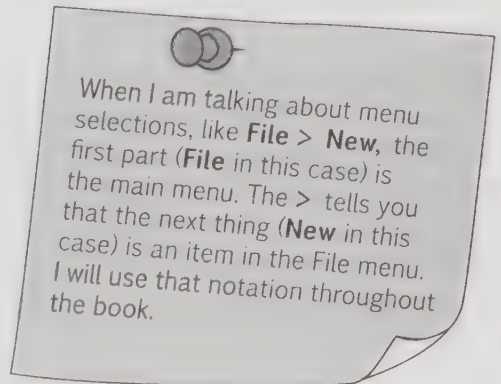 When I am talking about menu
selections, like File > New, the
first part (File in this case) is
the main menu. The > tells you
that the next thing (New in this
case) is an item in the File menu.
I will use that notation throughout
the book.